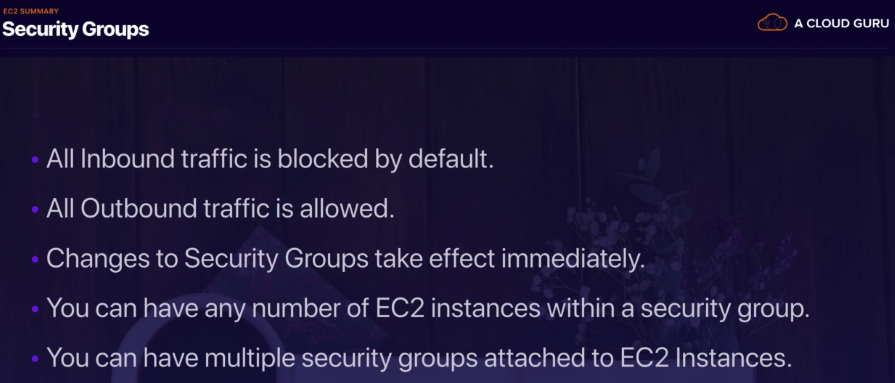 EC2 SUMMARY
Security Groups
A CLOUD GURU
• All Inbound traffic is blocked by default.
• All Outbound traffic is allowed.
• Changes to Security Groups take effect immediately.
• You can have any number of EC2 instances within a security group.
• You can have multiple security groups attached to EC2 Instances.